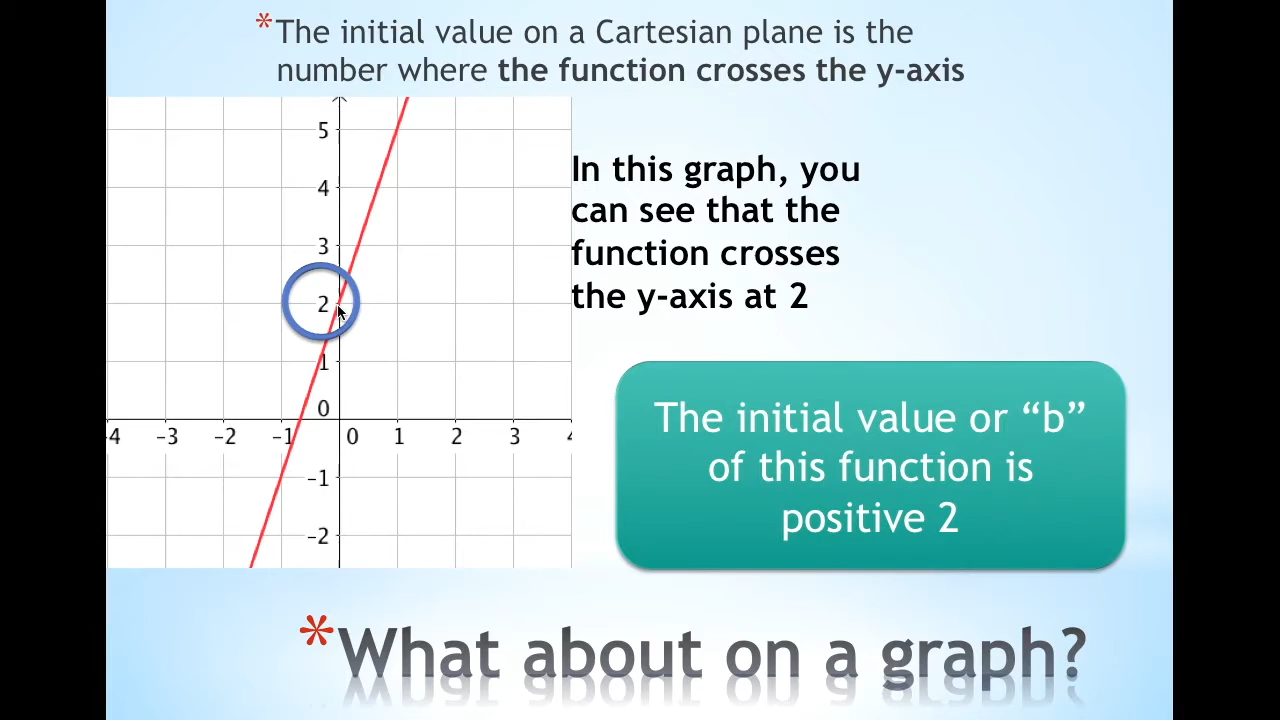 *The initial value on a Cartesian plane is the
number where the function crosses the y-axis
5
4
3
2
1
0
-4 -3 -2 -1 0 1 2 3 4
-1
-2
In this graph, you
can see that the
function crosses
the y-axis at 2
The initial value or “b”
of this function is
positive 2
*What about on a graph?